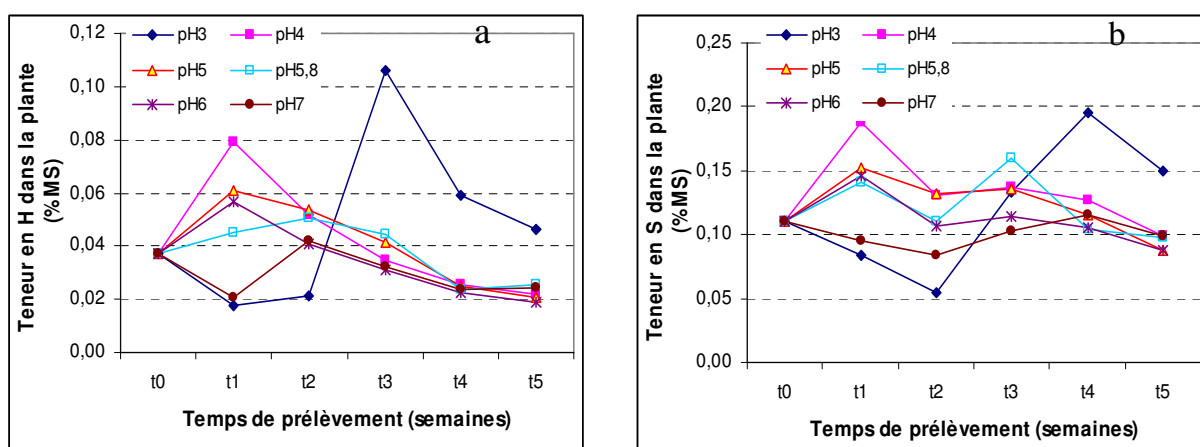 a
pH3 pH4
pH5 pH5,8
pH6 pH7
Teneur en H dans la plante
(%MS)
0,12
0,10
0,08
0,06
0,04
0,02
0,00
t0 t1 t2 t3 t4 t5
Temps de prélèvement (semaines)
b
pH3 pH4
pH5 pH5,8
pH6 pH7
Teneur en S dans la plante
(%MS)
0,25
0,20
0,15
0,10
0,05
0,00
t0 t1 t2 t3 t4 t5
Temps de prélèvement (semaines)